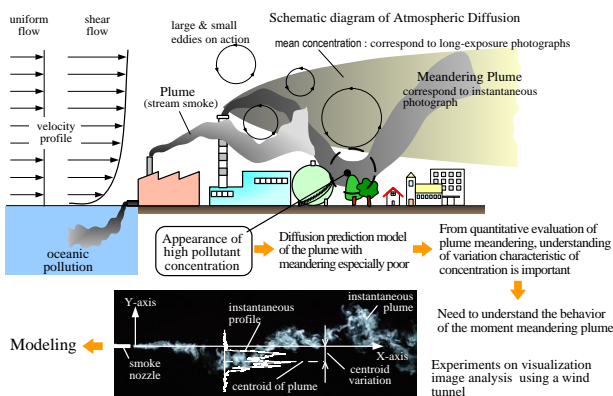 uniform
flow
shear
flow
large & small
eddies on action
Schematic diagram of Atmospheric Diffusion
mean concentration : correspond to long-exposure photographs
Plume
(stream smoke)
Meandering Plume
correspond to instantaneous
photograph
velocity
profile
oceanic
pollution
Appearance of
high pollutant
concentration
Diffusion prediction model
of the plume with
meandering especially poor
From quantitative evaluation of
plume meandering, understanding
of variation characteristic of
concentration is important
Need to understand the behavior
of the moment meandering plume
Modeling
Y-axis
instantaneous
profile
instantaneous
plume
X-axis
smoke
nozzle
centroid of plume
centroid
variation
Experiments on visualization
image analysis using a wind
tunnel